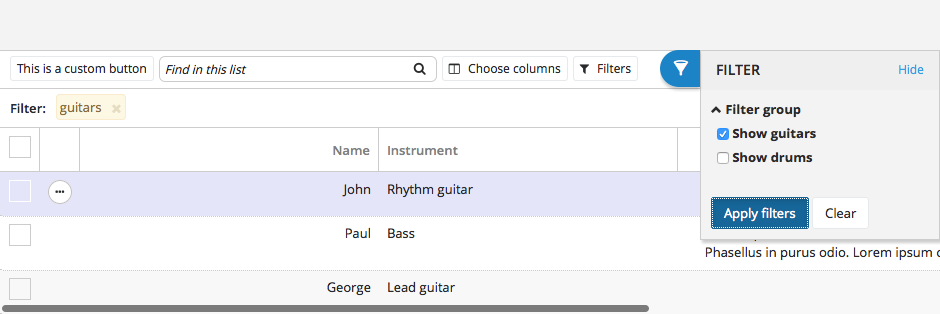 This is a custom button
Find in this list
Choose columns
Filters
FILTER
Hide
Filter: guitars
Filter group
Show guitars
Show drums
Apply filters
Clear
Name
Instrument
John
Rhythm guitar
Paul
Bass
Phasellus in purus odio. Lorem ipsum
George
Lead guitar